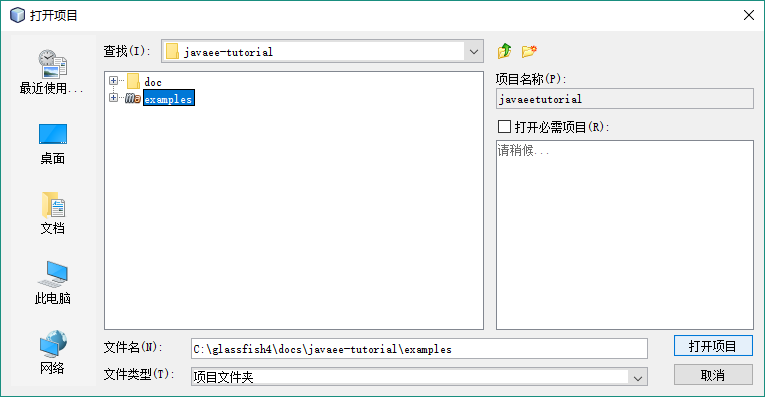 打开项目
查找(I):
javaee-tutorial
最近使用...
桌面
文档
此电脑
网络
doc
examples
项目名称(P):
javaeetutorial
打开必需项目(R):
请稍候...
文件名(N):
C:\glassfish4\docs\javaee-tutorial\examples
打开项目
文件类型(T):
项目文件夹
取消